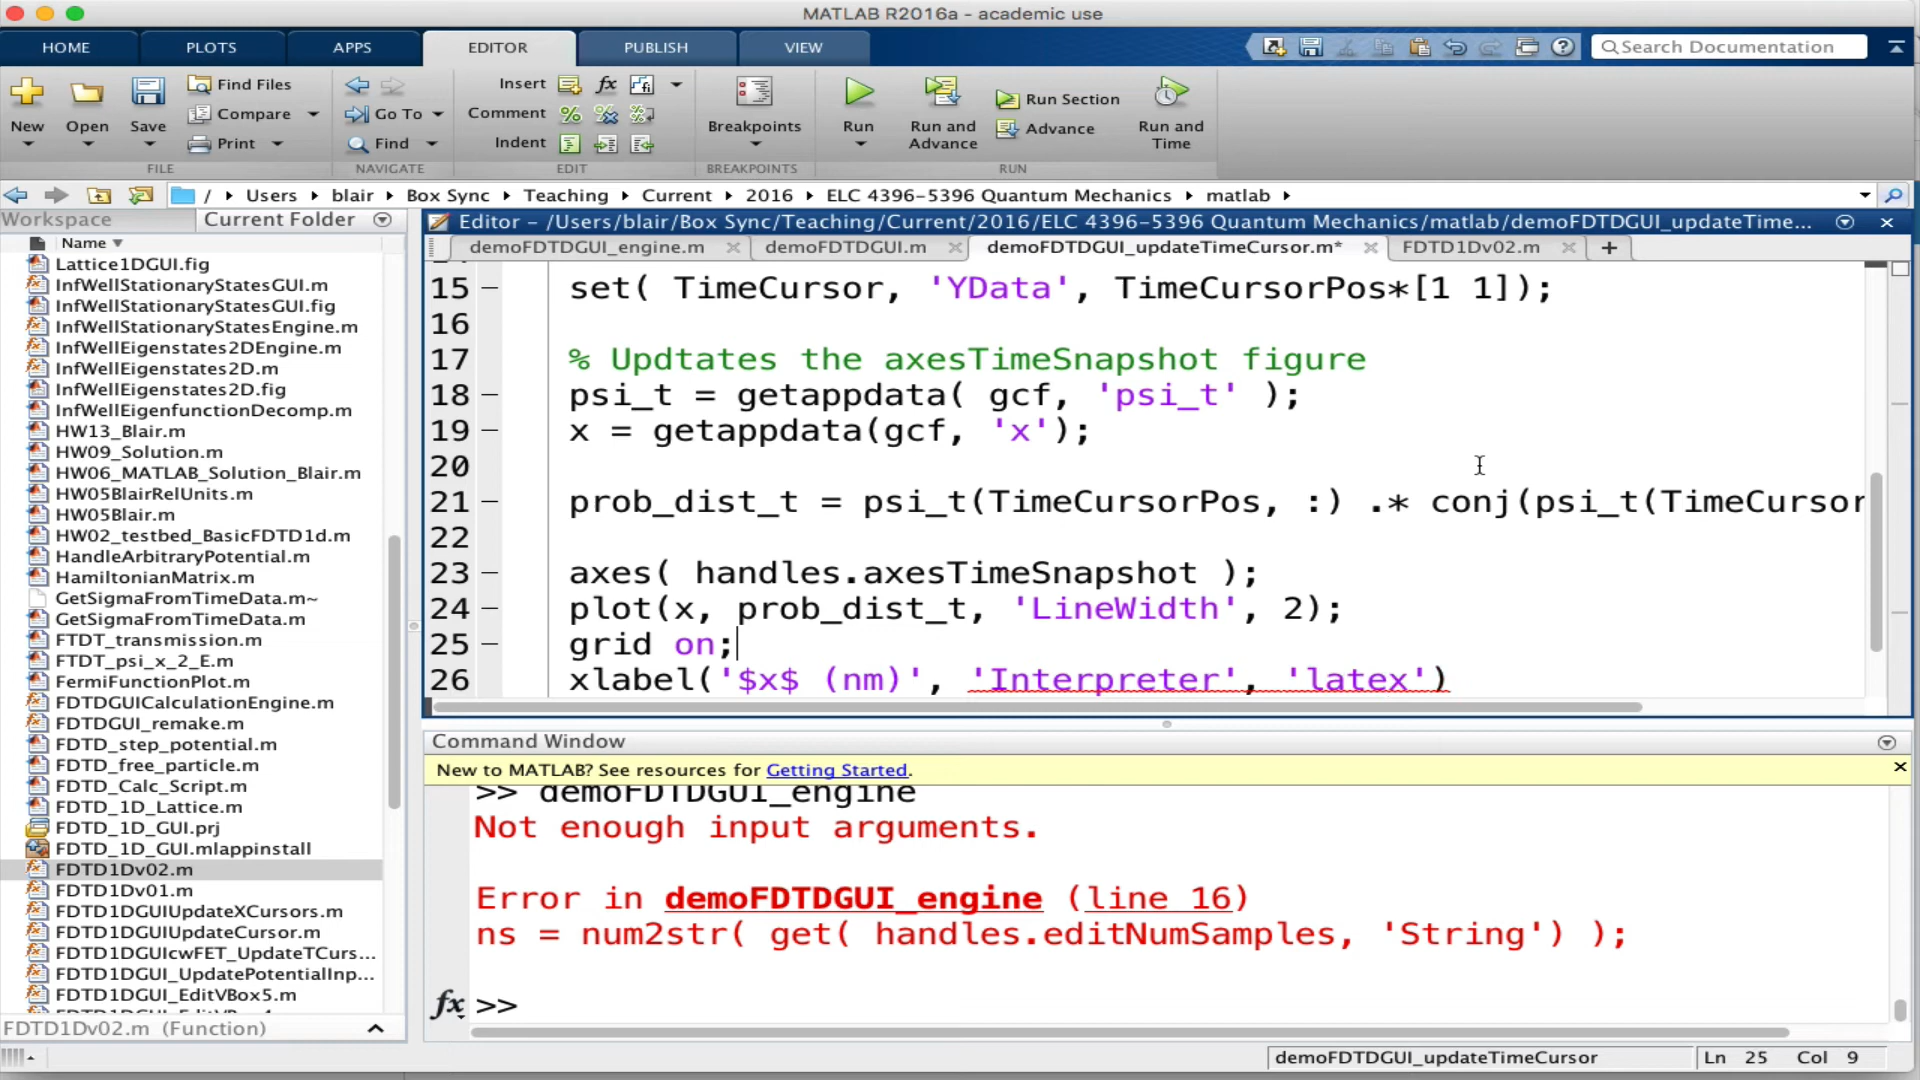 MATLAB R2016a - academic use
HOME PLOTS APPS EDITOR PUBLISH VIEW
Search Documentation
New Open Save Find Files Compare Print
FILE
Go To Find
NAVIGATE
Insert Comment Indent
EDIT
Breakpoints
BREAKPOINTS
Run Run and Advance Run Section Advance Run and Time
RUN
/ Users blair Box Sync Teaching Current 2016 ELC 4396-5396 Quantum Mechanics matlab
Workspace Current Folder
Name
Lattice1DGUI.fig
InfWellStationaryStatesGUI.m
InfWellStationaryStatesGUI.fig
InfWellStationaryStatesEngine.m
InfWellEigenstates2DEngine.m
InfWellEigenstates2D.m
InfWellEigenstates2D.fig
InfWellEigenfunctionDecomp.m
HW13_Blair.m
HW09_Solution.m
HW06_MATLAB_Solution_Blair.m
HW05BlairRelUnits.m
HW05Blair.m
HW02_testbed_BasicFDTD1d.m
HandleArbitraryPotential.m
HamiltonianMatrix.m
GetSigmaFromTimeData.m~
GetSigmaFromTimeData.m
FTDT_transmission.m
FTDT_psi_x_2_E.m
FermiFunctionPlot.m
FDTDGUICalculationEngine.m
FDTDGUI_remake.m
FDTD_step_potential.m
FDTD_free_particle.m
FDTD_Calc_Script.m
FDTD_1D_Lattice.m
FDTD_1D_GUI.prj
FDTD_1D_GUI.mlappinstall
FDTD1Dv02.m
FDTD1Dv01.m
FDTD1DGUIUpdateXCursors.m
FDTD1DGUIUpdateCursor.m
FDTD1DGUIcwFET_UpdateTCurs...
FDTD1DGUI_UpdatePotentialInp...
FDTD1DGUI_EditVBox5.m
FDTD1Dv02.m (Function)
Editor - /Users/blair/Box Sync/Teaching/Current/2016/ELC 4396-5396 Quantum Mechanics/matlab/demoFDTDGUI_updateTime...
demoFDTDGUI_engine.m demoFDTDGUI.m demoFDTDGUI_updateTimeCursor.m* FDTD1Dv02.m +
15 - set( TimeCursor, 'YData', TimeCursorPos*[1 1]);
16
17 % Updtates the axesTimeSnapshot figure
18 - psi_t = getappdata( gcf, 'psi_t' );
19 - x = getappdata(gcf, 'x');
20
21 - prob_dist_t = psi_t(TimeCursorPos, :) .* conj(psi_t(TimeCursor
22
23 - axes( handles.axesTimeSnapshot );
24 - plot(x, prob_dist_t, 'LineWidth', 2);
25 - grid on;
26 xlabel('$x$ (nm)', 'Interpreter', 'latex')
Command Window
New to MATLAB? See resources for Getting Started.
>> demoFDTDGUI_engine
Not enough input arguments.
Error in demoFDTDGUI_engine (line 16)
ns = num2str( get( handles.editNumSamples, 'String') );
fx >>
demoFDTDGUI_updateTimeCursor Ln 25 Col 9